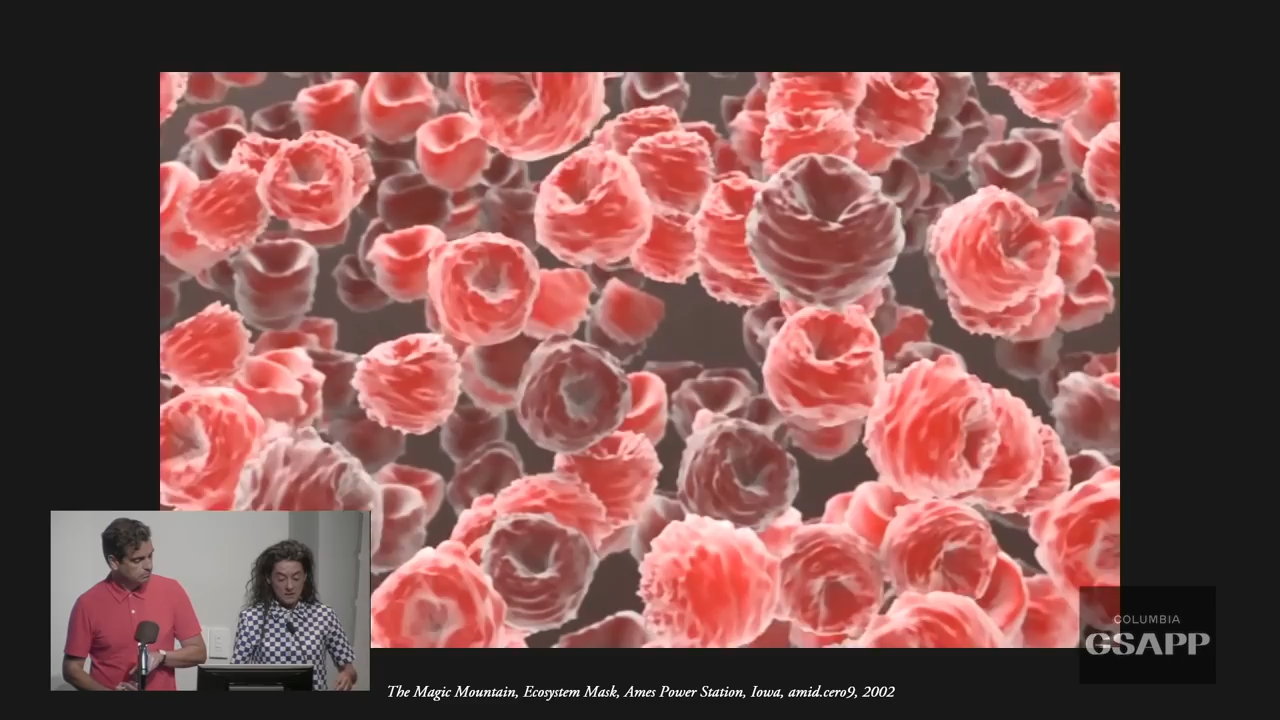 COLUMBIA
GSAPP
The Magic Mountain, Ecosystem Mask, Ames Power Station, Iowa, amid.cero9, 2002